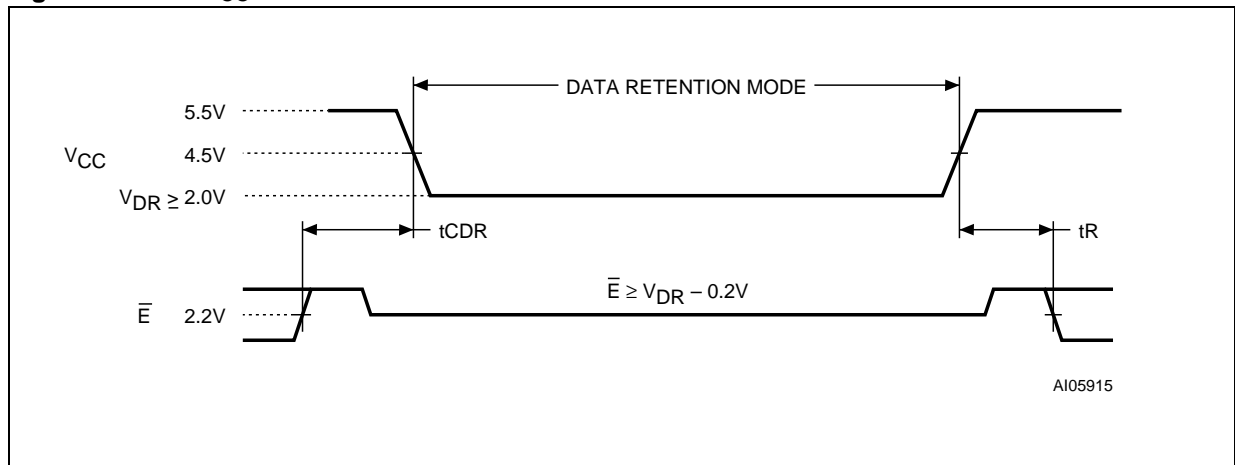 DATA RETENTION MODE
5.5V
VCC 4.5V
VDR ≥ 2.0V
tCDR tR
E̅ ≥ VDR – 0.2V
E̅ 2.2V
AI05915